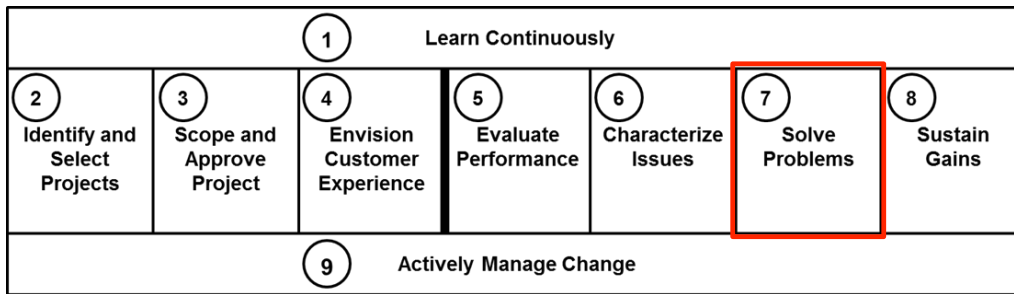 1 Learn Continuously
2
Identify and
Select
Projects
3
Scope and
Approve
Project
4
Envision
Customer
Experience
5
Evaluate
Performance
6
Characterize
Issues
7
Solve
Problems
8
Sustain
Gains
9 Actively Manage Change